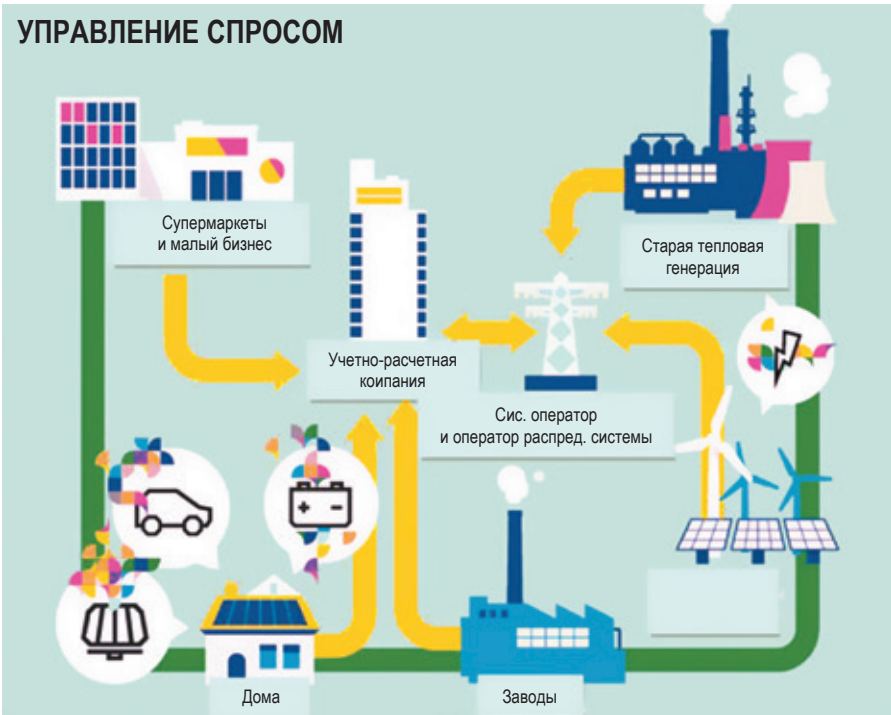 УПРАВЛЕНИЕ СПРОСОМ
Супермаркеты
и малый бизнес
Старая тепловая
генерация
Учетно-расчетная
коипания
Сис. оператор
и оператор распред. системы
Дома
Заводы